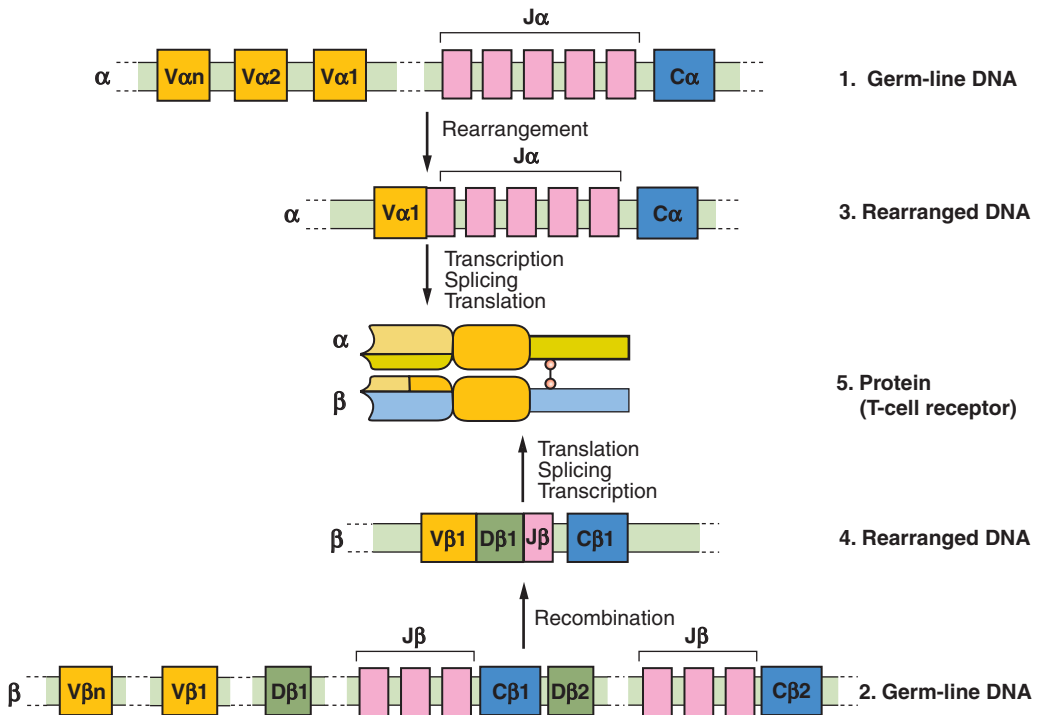 Jα
α Vαn Vα2 Vα1 Cα 1. Germ-line DNA
Rearrangement
Jα
α Vα1 Cα 3. Rearranged DNA
Transcription
Splicing
Translation
α
β
5. Protein
(T-cell receptor)
Translation
Splicing
Transcription
β Vβ1 Dβ1 Jβ Cβ1 4. Rearranged DNA
Recombination
Jβ Jβ
β Vβn Vβ1 Dβ1 Cβ1 Dβ2 Cβ2 2. Germ-line DNA